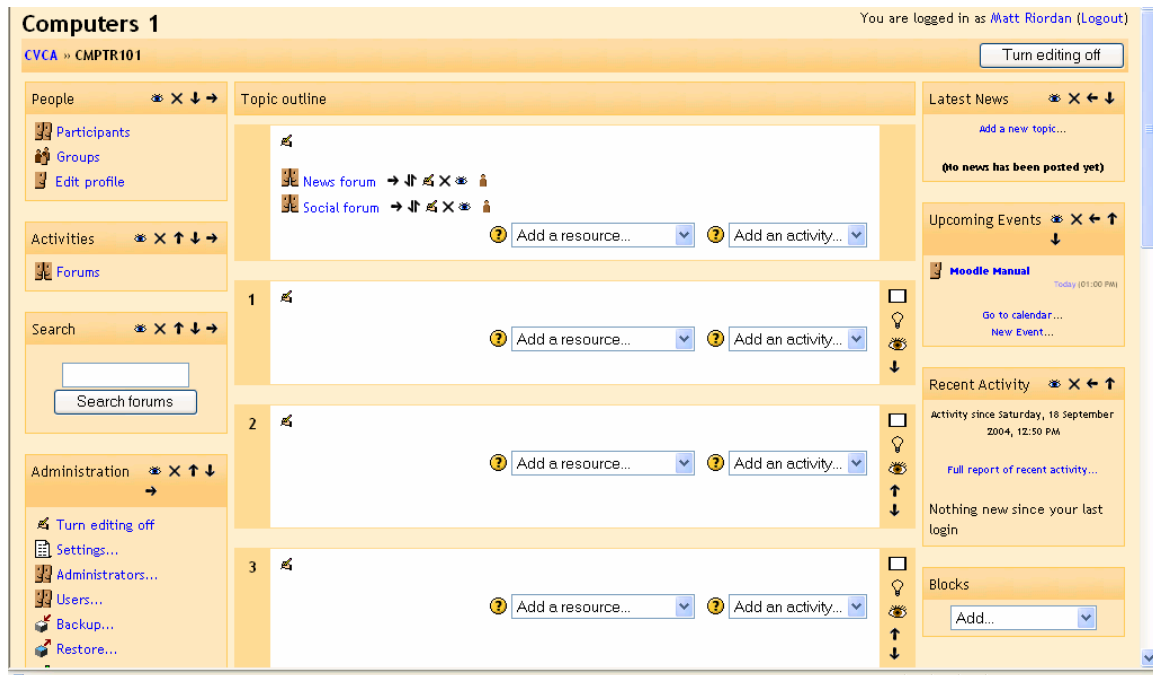 Computers 1
You are logged in as Matt Riordan (Logout)
CVCA » CMPTR101
Turn editing off
People
Participants
Groups
Edit profile
Activities
Forums
Search
Search forums
Administration
Turn editing off
Settings...
Administrators...
Users...
Backup...
Restore...
Topic outline
News forum
Social forum
? Add a resource... ? Add an activity...
1
? Add a resource... ? Add an activity...
2
? Add a resource... ? Add an activity...
3
? Add a resource... ? Add an activity...
Latest News
Add a new topic...
(No news has been posted yet)
Upcoming Events
Moodle Manual
Today (01:00 PM)
Go to calendar...
New Event...
Recent Activity
Activity since Saturday, 18 September
2004, 12:50 PM
Full report of recent activity...
Nothing new since your last
login
Blocks
Add...